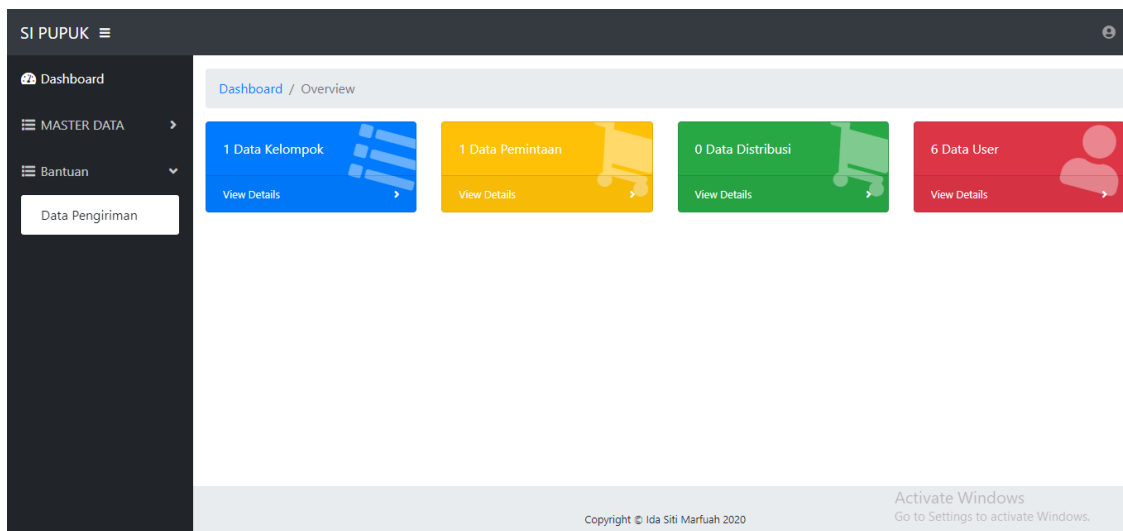 SI PUPUK
Dashboard
MASTER DATA
Bantuan
Data Pengiriman
Dashboard / Overview
1 Data Kelompok
View Details
1 Data Pemintaan
View Details
0 Data Distribusi
View Details
6 Data User
View Details
Copyright © Ida Siti Marfuah 2020
Activate Windows
Go to Settings to activate Windows.